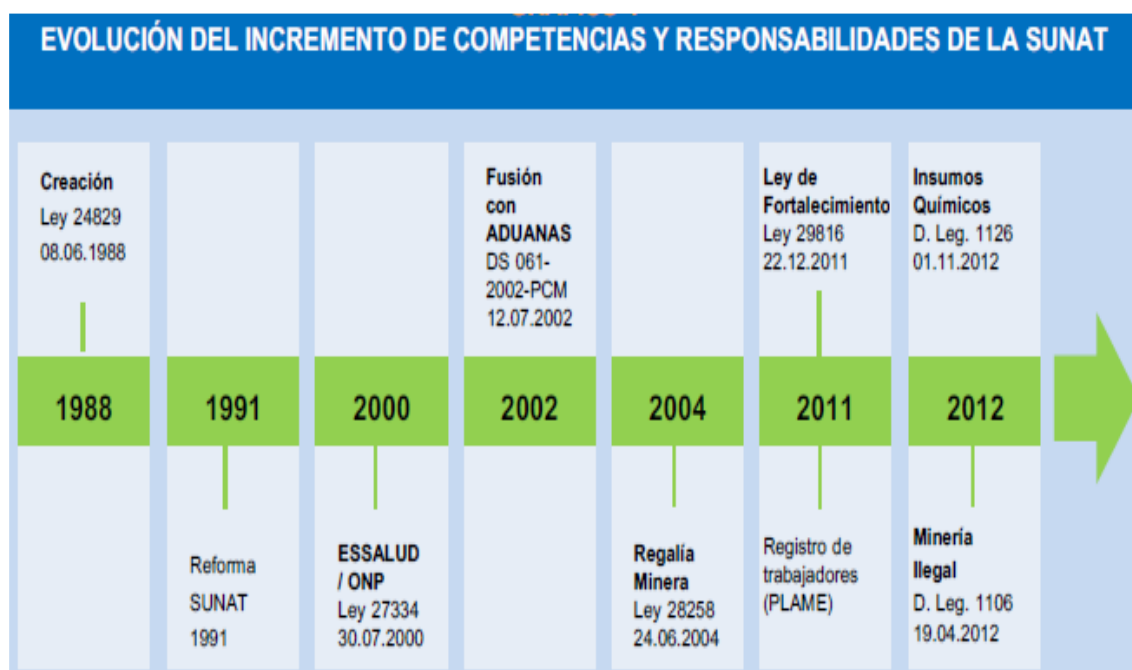 EVOLUCIÓN DEL INCREMENTO DE COMPETENCIAS Y RESPONSABILIDADES DE LA SUNAT
Creación
Ley 24829
08.06.1988
Fusión
con
ADUANAS
DS 061-
2002-PCM
12.07.2002
Ley de
Fortalecimiento
Ley 29816
22.12.2011
Insumos
Químicos
D. Leg. 1126
01.11.2012
1988
1991
2000
2002
2004
2011
2012
Reforma
SUNAT
1991
ESSALUD
/ ONP
Ley 27334
30.07.2000
Regalía
Minera
Ley 28258
24.06.2004
Registro de
trabajadores
(PLAME)
Minería
Ilegal
D. Leg. 1106
19.04.2012